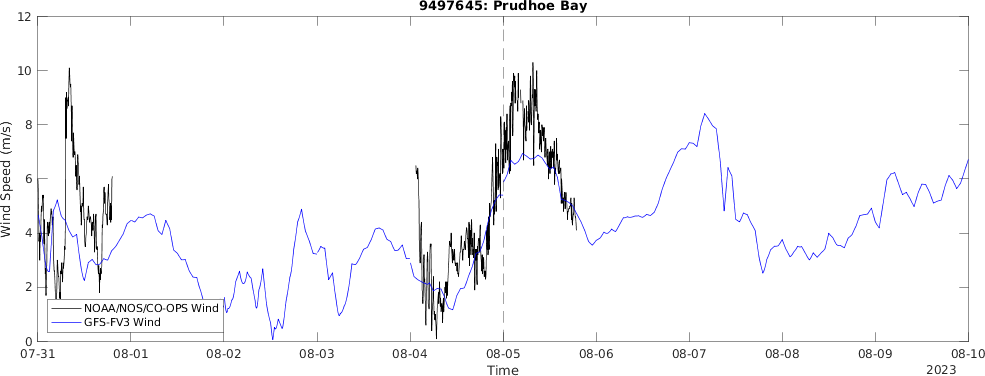 9497645: Prudhoe Bay
Wind Speed (m/s)
12
10
8
6
4
2
0
NOAA/NOS/CO-OPS Wind
GFS-FV3 Wind
07-31 08-01 08-02 08-03 08-04 08-05 08-06 08-07 08-08 08-09 08-10
Time
2023